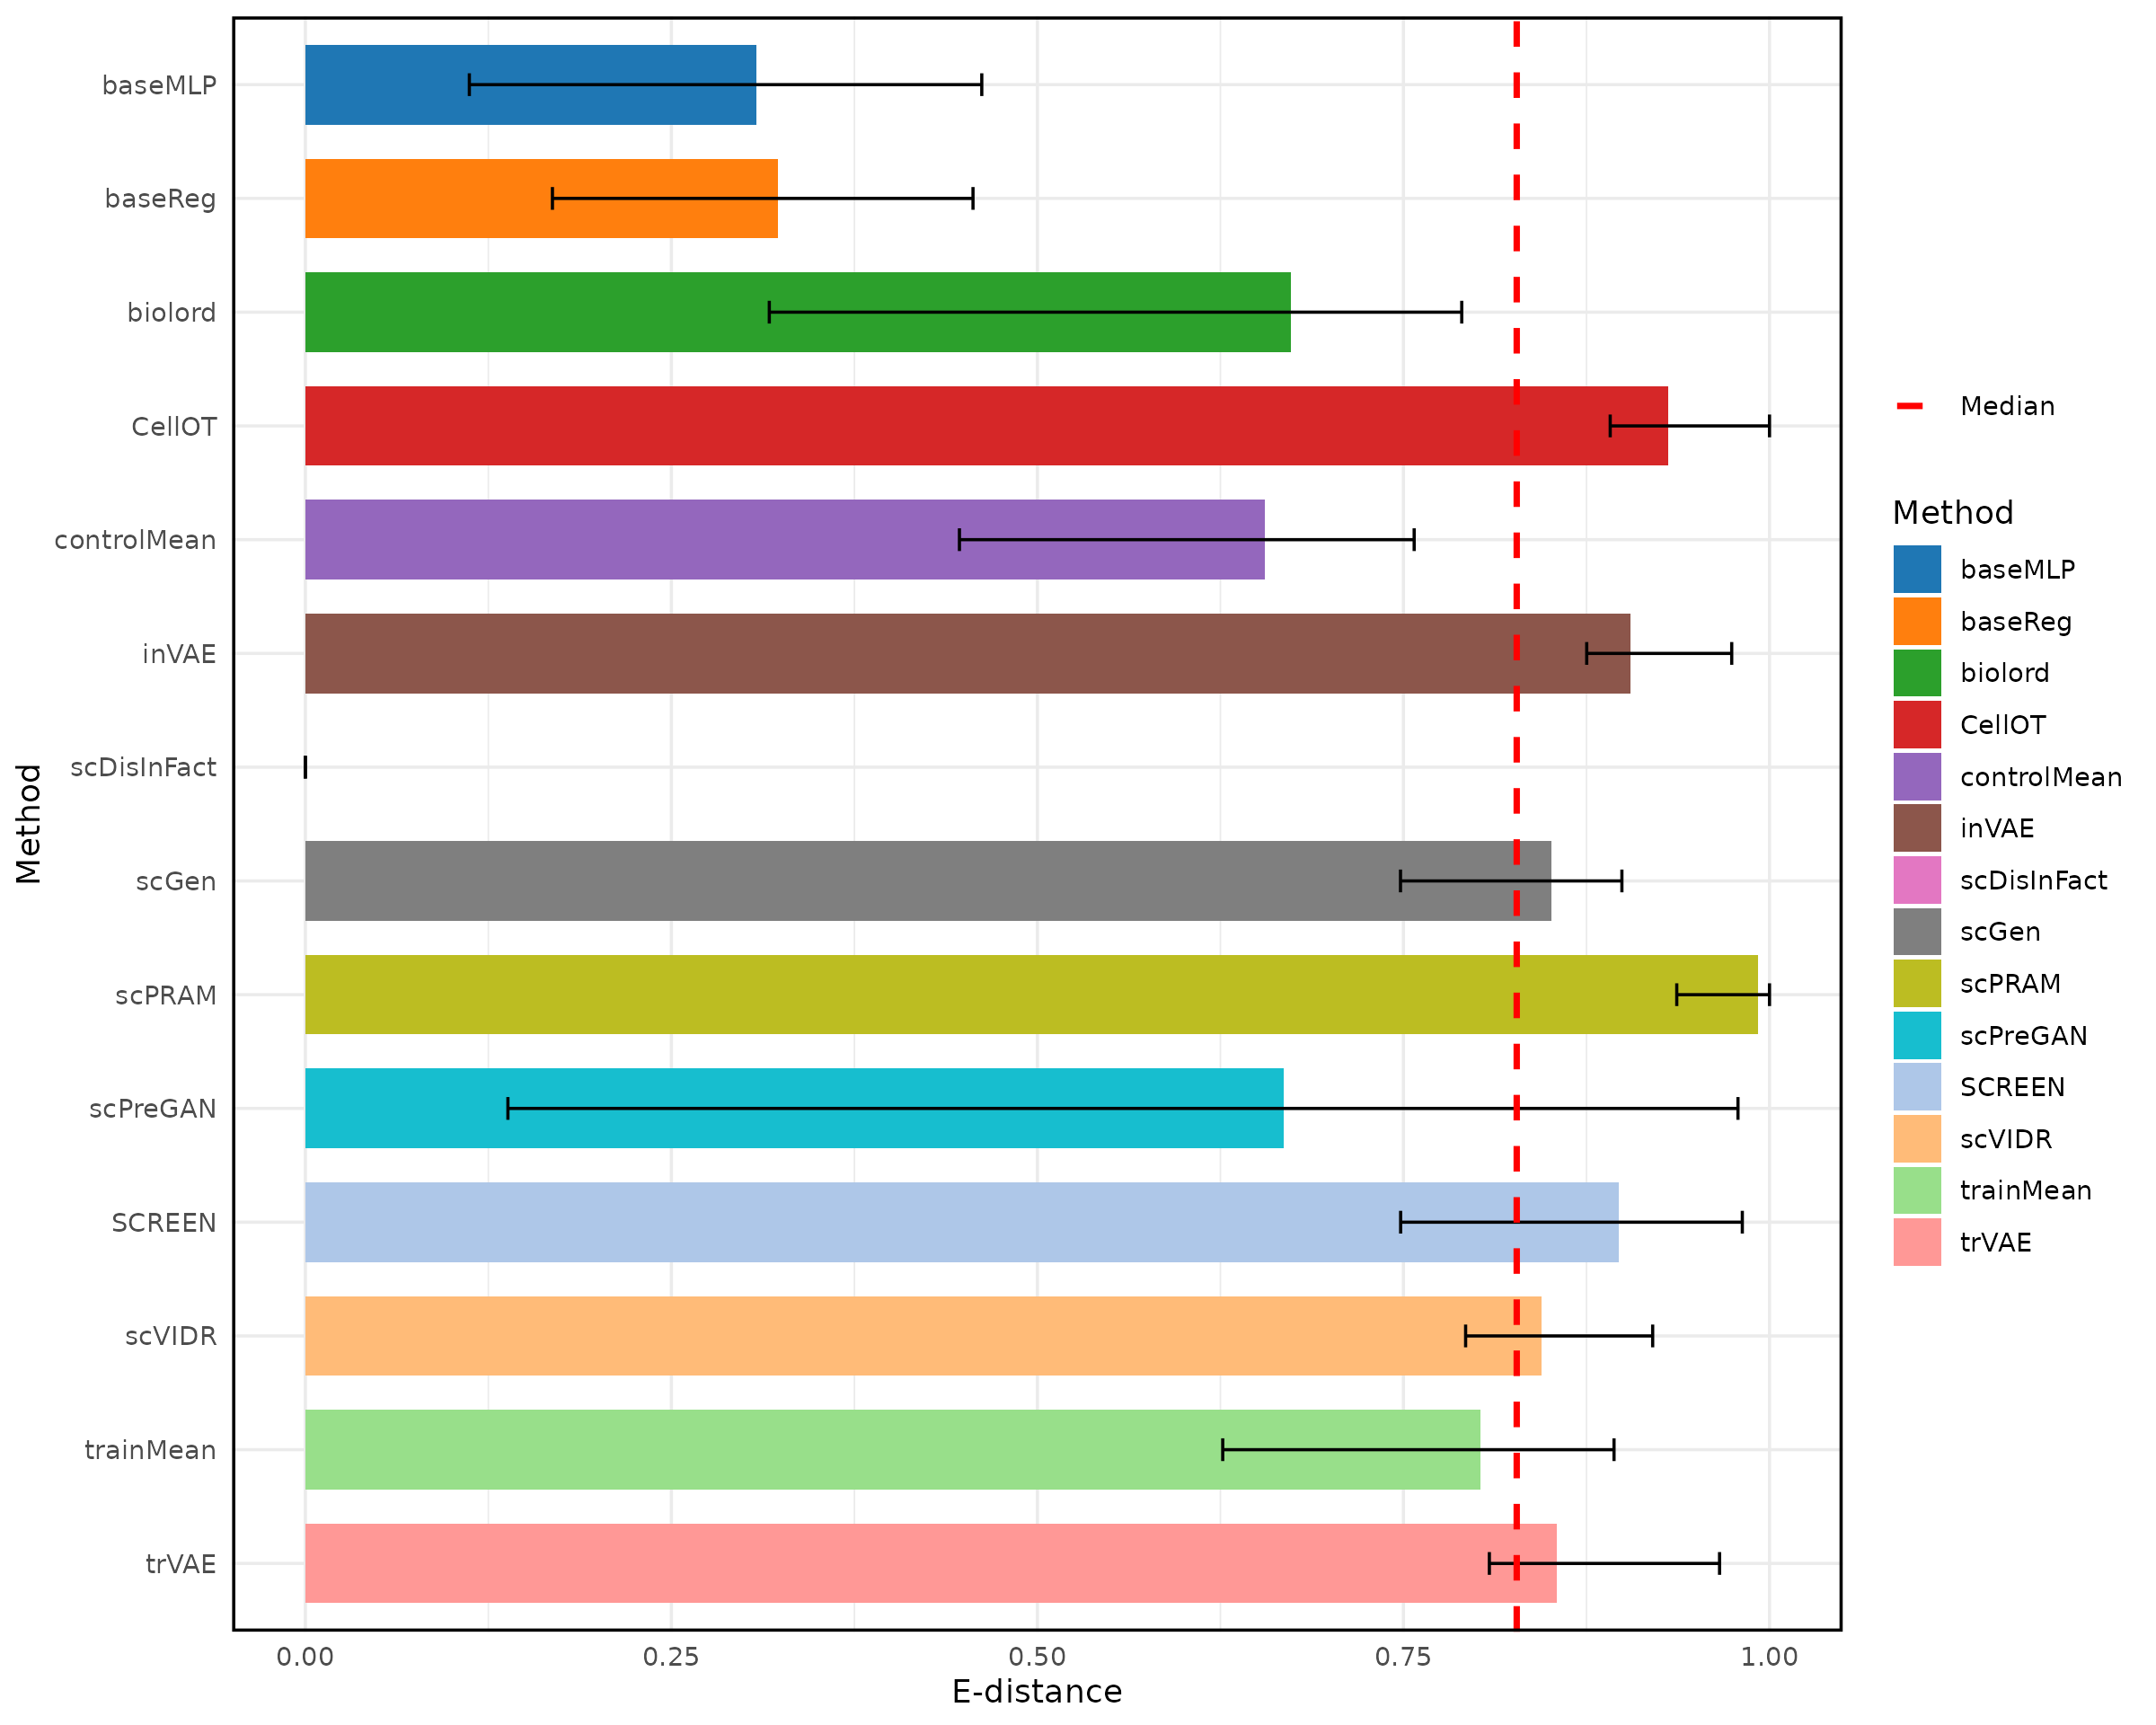 baseMLP
baseReg
biolord
CellOT
controlMean
inVAE
scDisInFact
scGen
scPRAM
scPreGAN
SCREEN
scVIDR
trainMean
trVAE
Method
0.00 0.25 0.50 0.75 1.00
E-distance
Median
Method
baseMLP
baseReg
biolord
CellOT
controlMean
inVAE
scDisInFact
scGen
scPRAM
scPreGAN
SCREEN
scVIDR
trainMean
trVAE